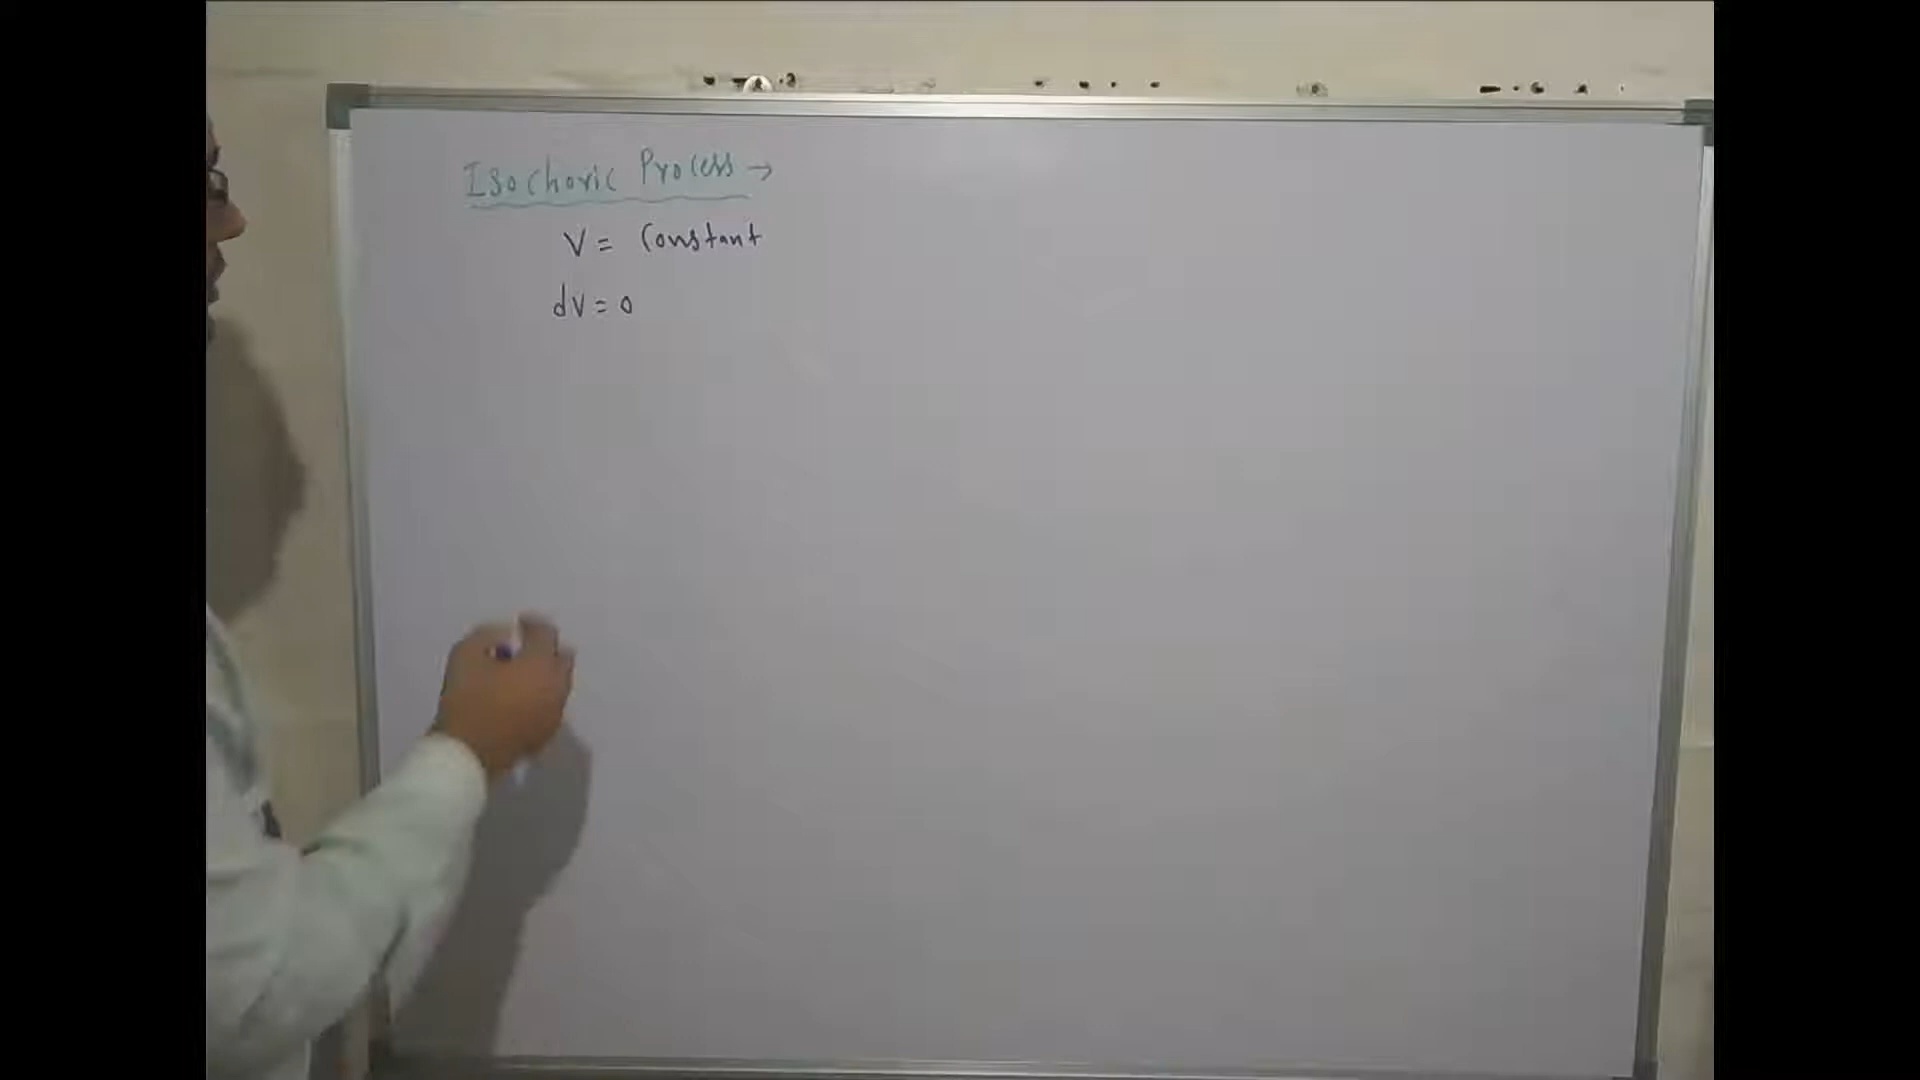 Isochoric Process →
V = Constant
dV = 0